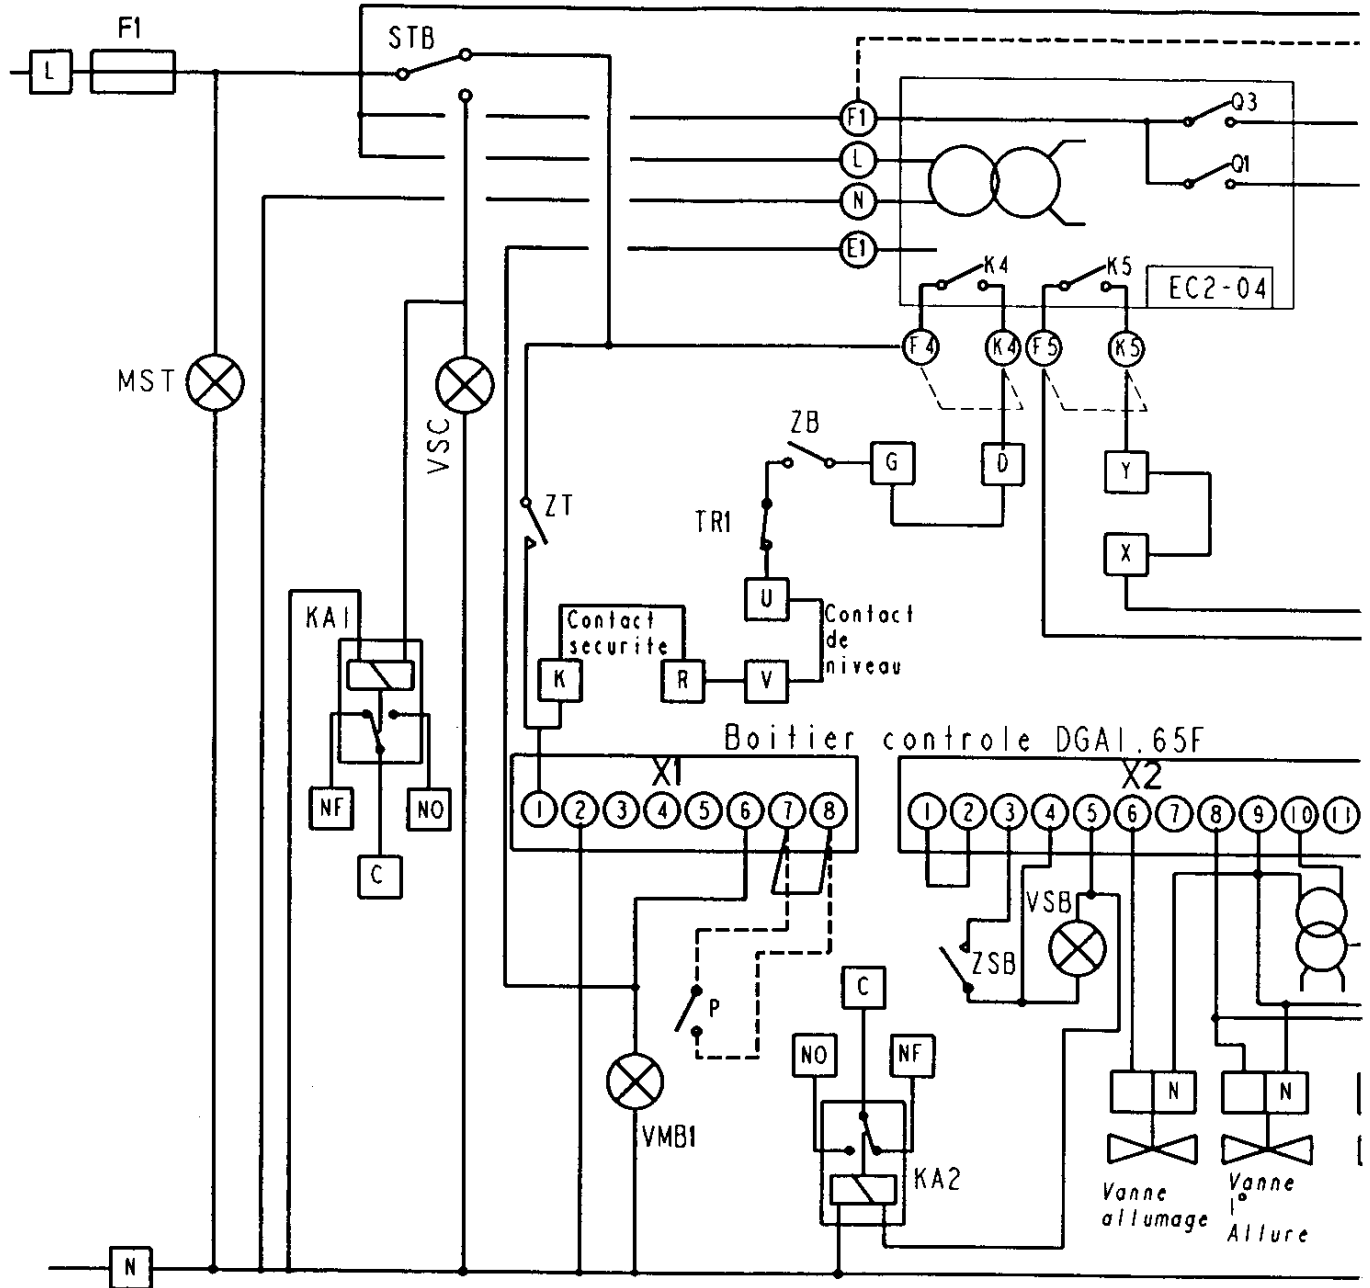 F1
STB
L
F1
Q3
L
Q1
N
E1
K4
K5
EC2-04
F4
K4
F5
K5
MST
VSC
ZB
G
D
Y
ZT
TR1
X
U
KA1
Contact
securite
Contact
de
niveau
K
R
V
Boitier controle DGAI.65F
X1
X2
NF
NO
1 2 3 4 5 6 7 8
1 2 3 4 5 6 7 8 9 10 11
C
VSB
ZSB
C
P
NO
NF
N
N
VMB1
KA2
Vanne
allumage
Vanne
1°
Allure
N